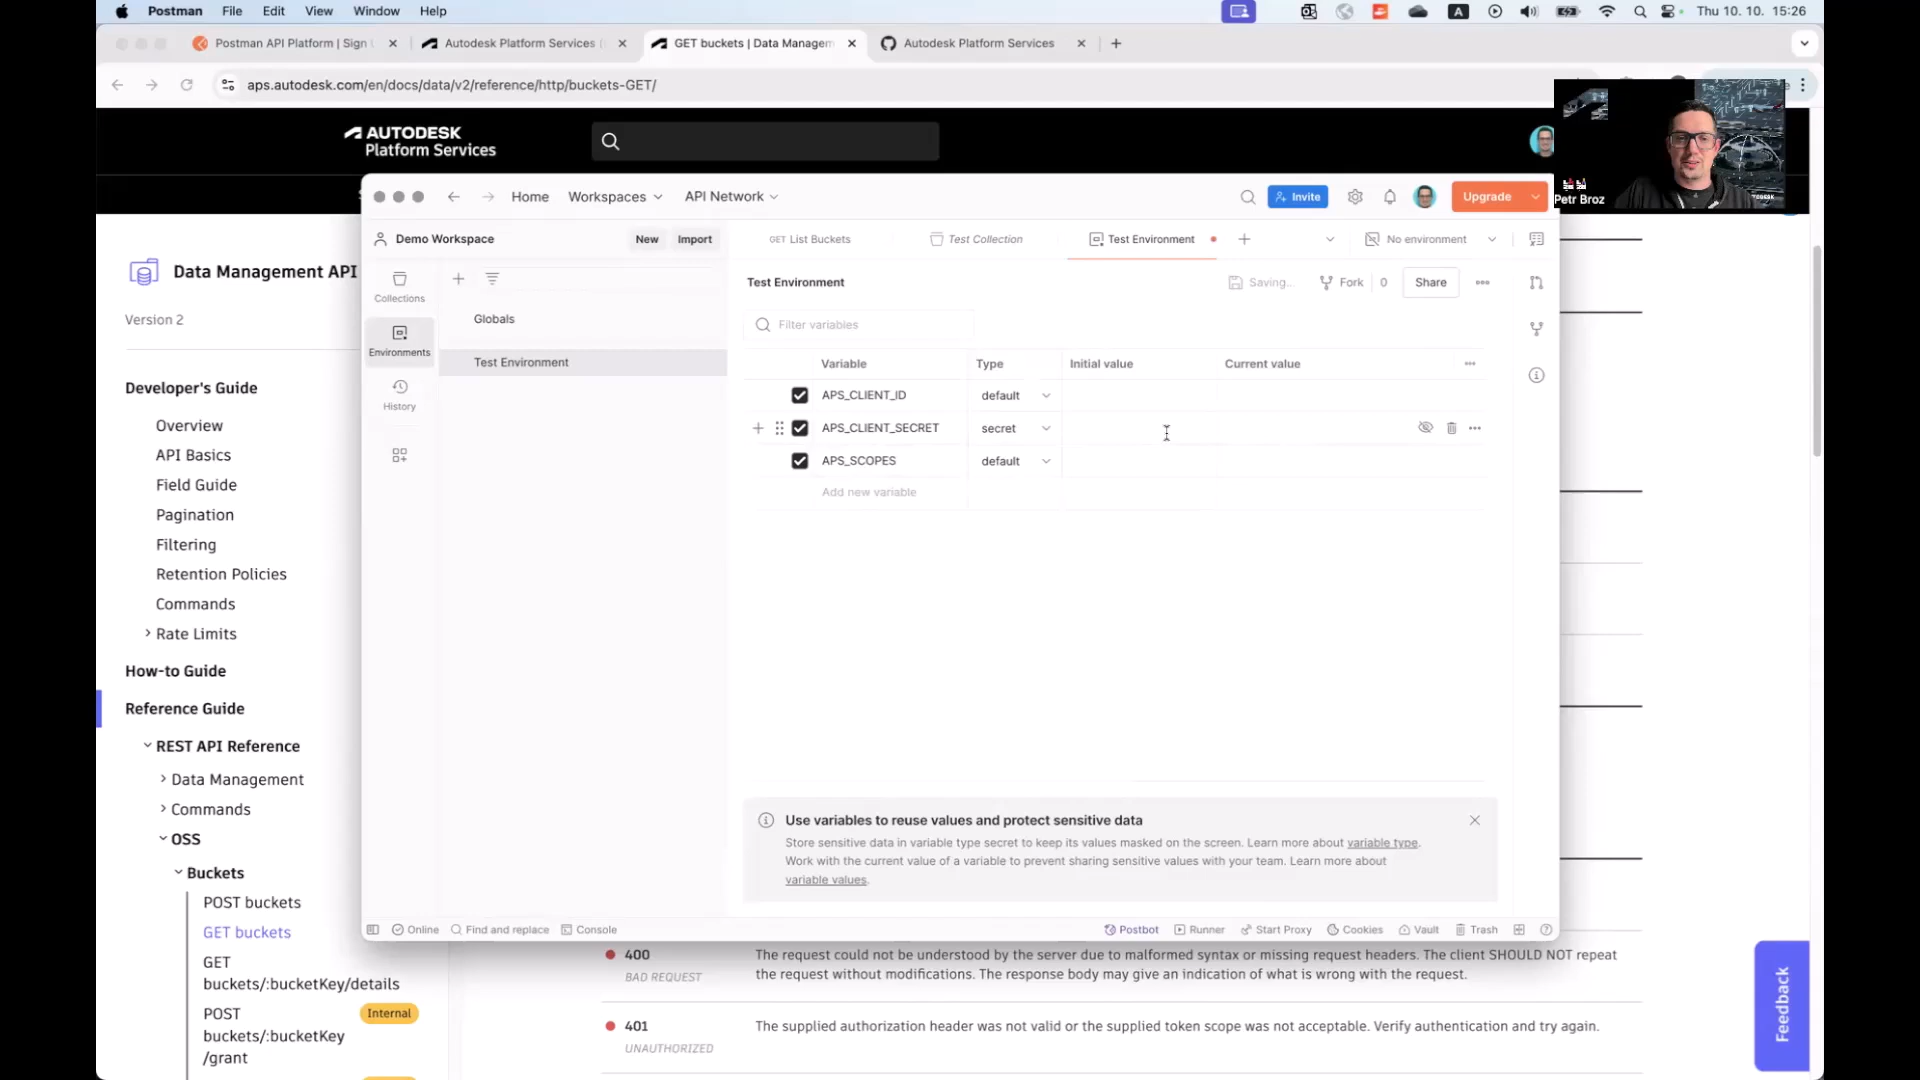 Postman File Edit View Window Help
A
Thu 10. 10. 15:26
Postman API Platform | Sign
Autodesk Platform Services
GET buckets | Data Managem
Autodesk Platform Services
aps.autodesk.com/en/docs/data/v2/reference/http/buckets-GET/
AUTODESK
Platform Services
Petr Broz
Home Workspaces API Network
Invite
Upgrade
Demo Workspace
New Import
GET List Buckets
Test Collection
Test Environment
No environment
Collections
Environments
History
Globals
Test Environment
Test Environment
Saving...
Fork 0
Share
Filter variables
Variable Type Initial value Current value
APS_CLIENT_ID default
APS_CLIENT_SECRET secret
APS_SCOPES default
Add new variable
Use variables to reuse values and protect sensitive data
Store sensitive data in variable type secret to keep its values masked on the screen. Learn more about variable type.
Work with the current value of a variable to prevent sharing sensitive values with your team. Learn more about
variable values.
Online Find and replace Console
Postbot Runner Start Proxy Cookies Vault Trash
Data Management API
Version 2
Developer's Guide
Overview
API Basics
Field Guide
Pagination
Filtering
Retention Policies
Commands
Rate Limits
How-to Guide
Reference Guide
REST API Reference
Data Management
Commands
OSS
Buckets
POST buckets
GET buckets
GET
buckets/:bucketKey/details
POST
buckets/:bucketKey
/grant
Internal
400
BAD REQUEST
The request could not be understood by the server due to malformed syntax or missing request headers. The client SHOULD NOT repeat
the request without modifications. The response body may give an indication of what is wrong with the request.
401
UNAUTHORIZED
The supplied authorization header was not valid or the supplied token scope was not acceptable. Verify authentication and try again.
Feedback